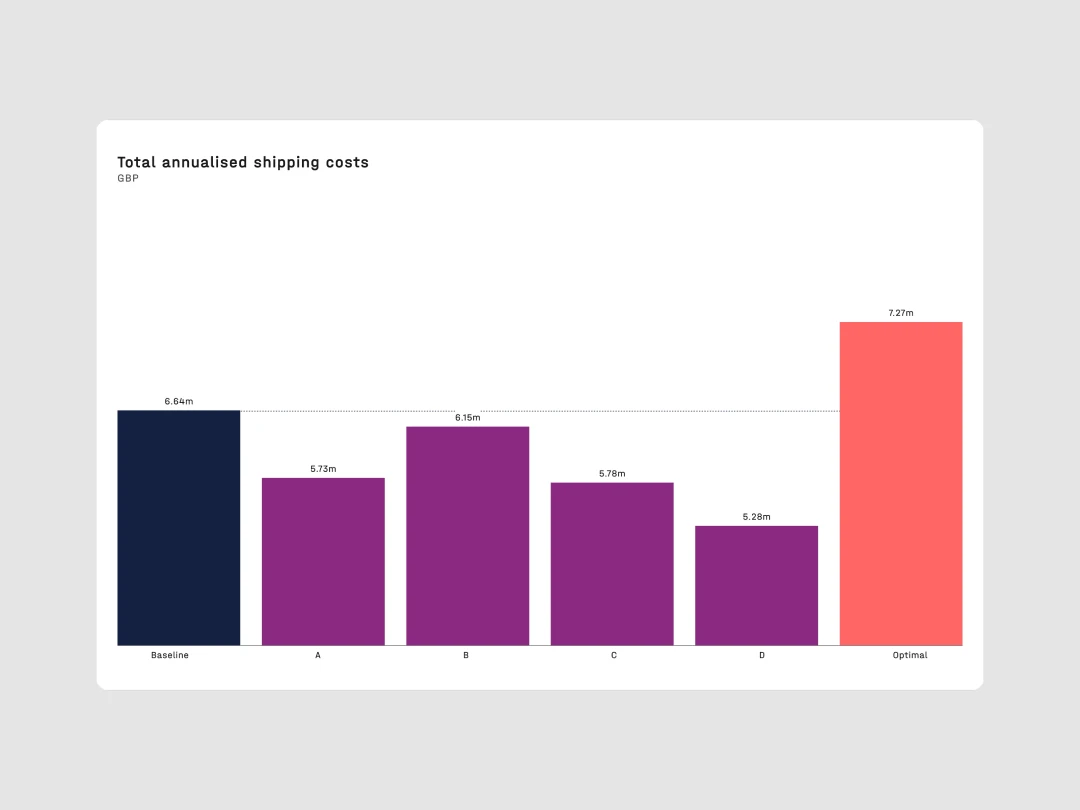 Total annualised shipping costs
GBP
7.27m
6.64m
6.15m
5.73m
5.78m
5.28m
Baseline A B C D Optimal